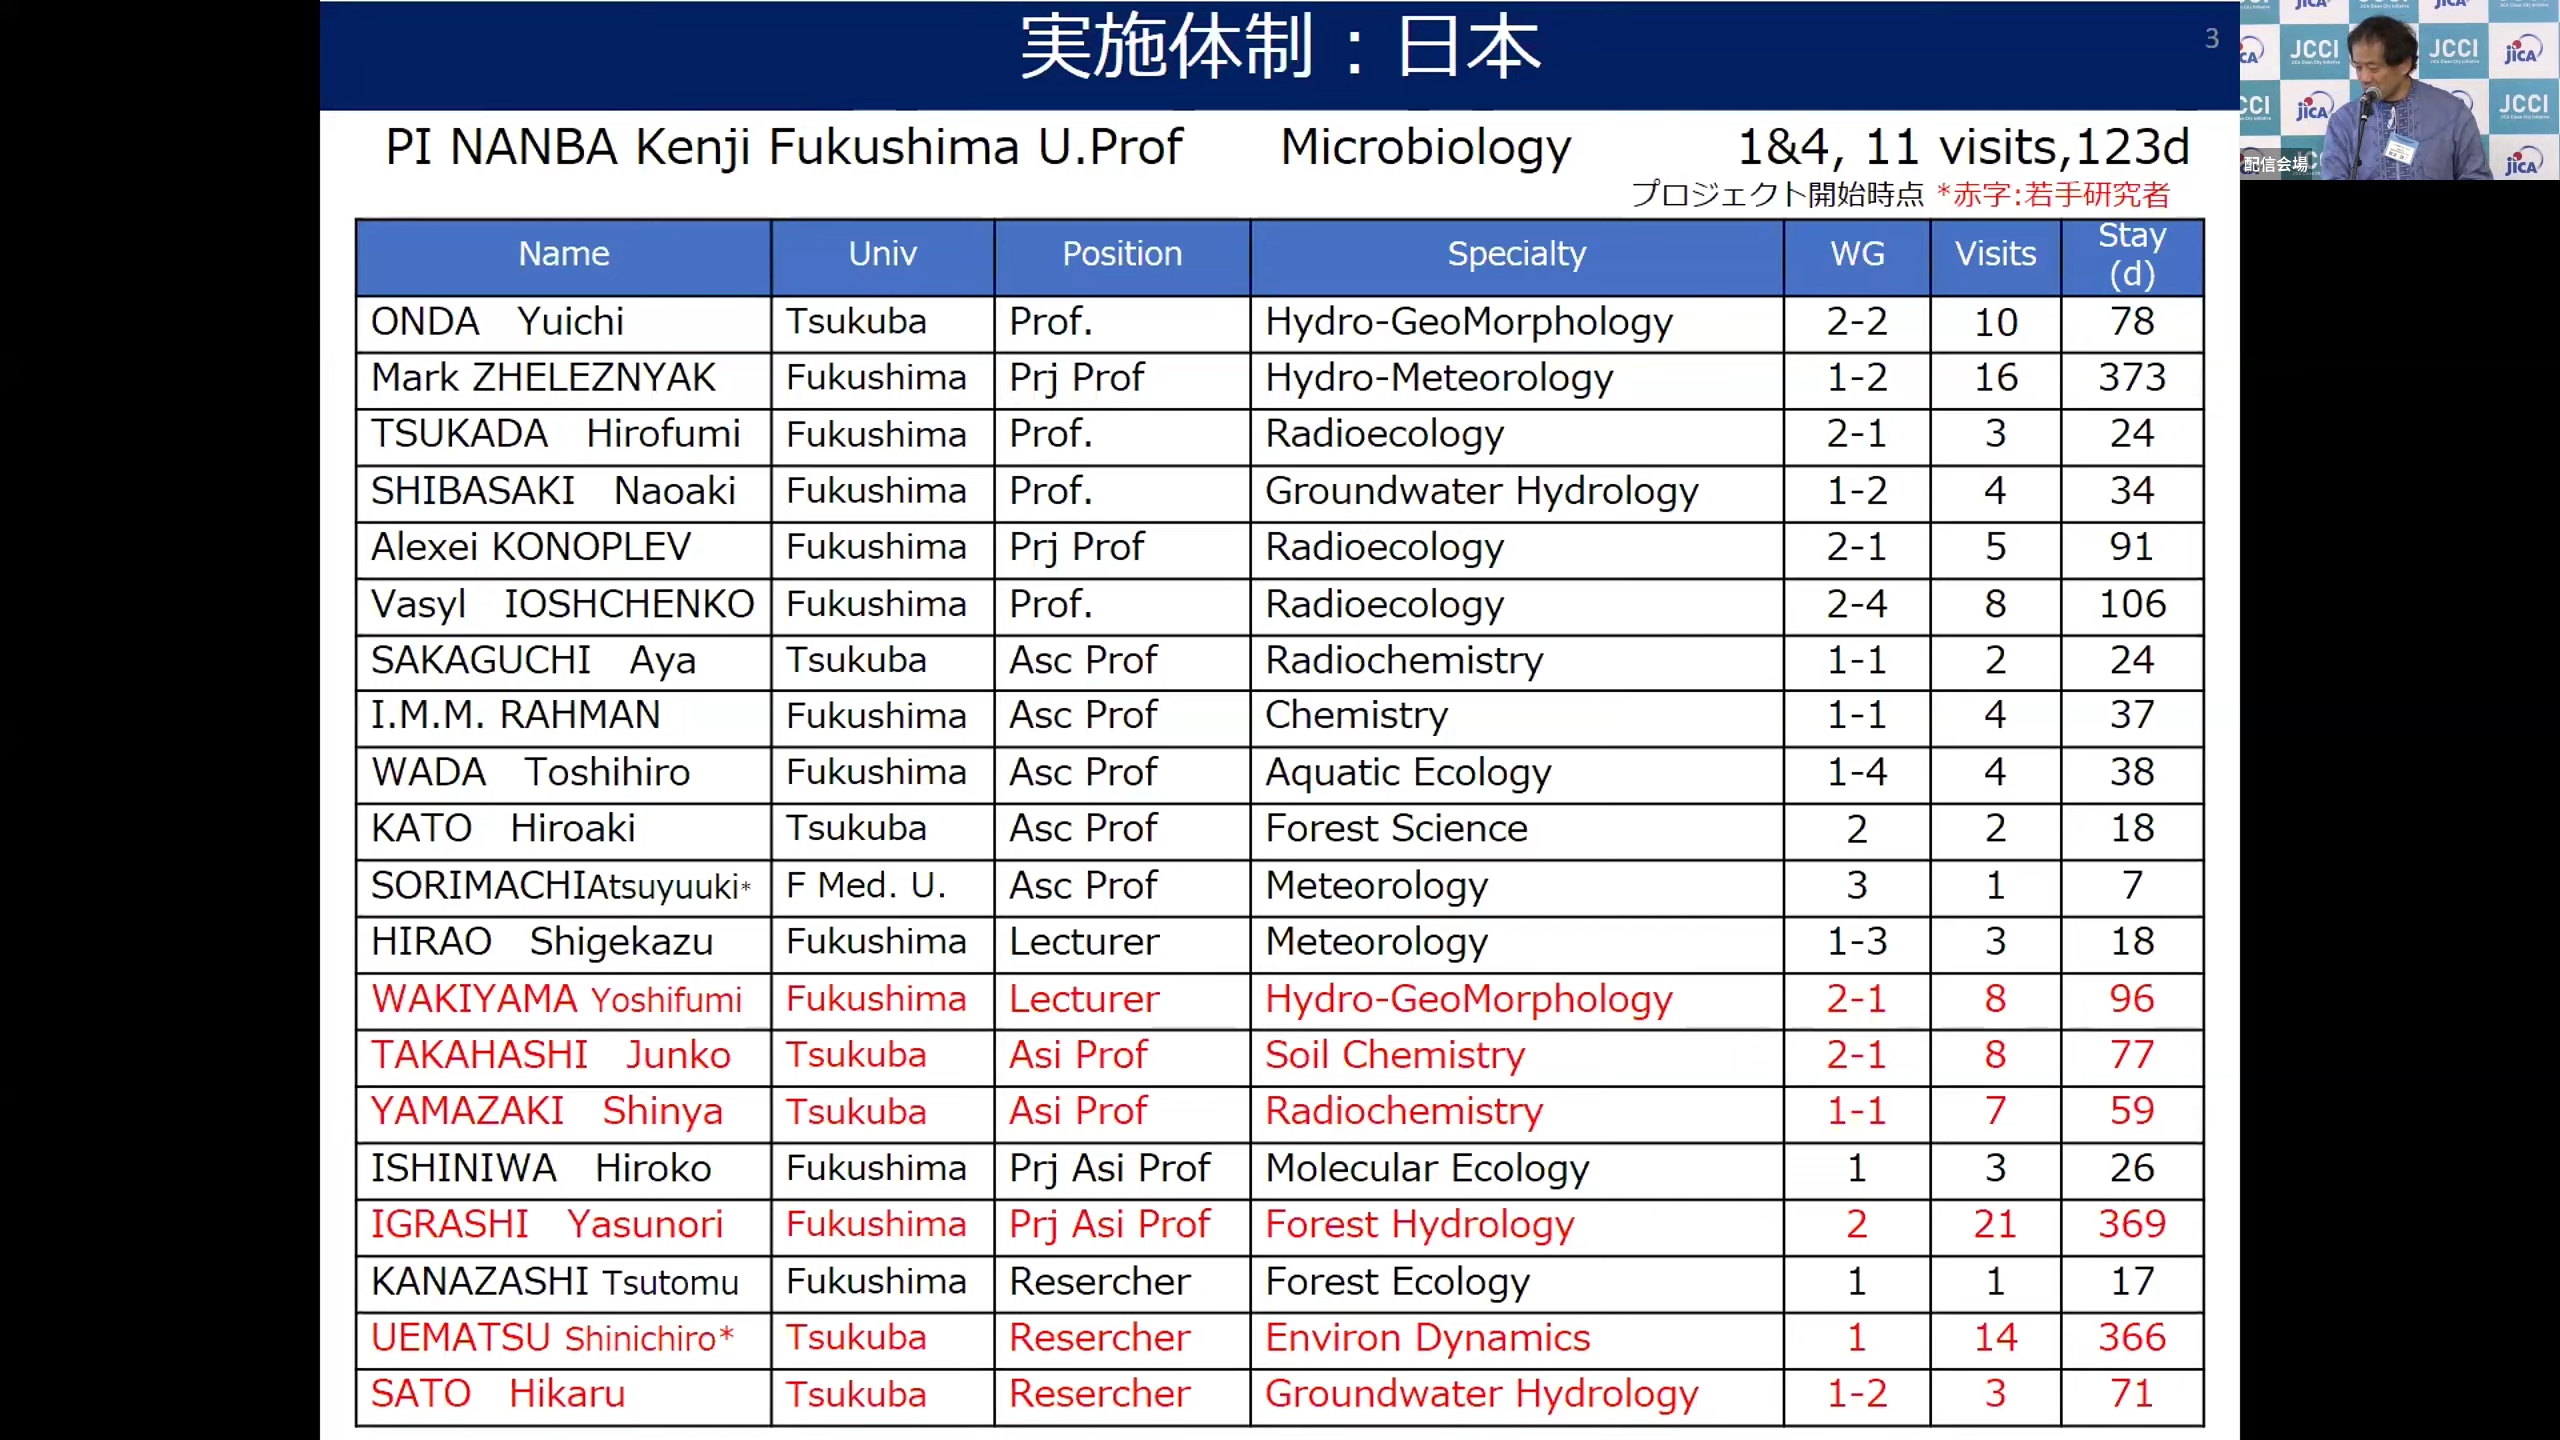 実施体制：日本
3
PI NANBA Kenji Fukushima U.Prof Microbiology 1&4, 11 visits,123d
プロジェクト開始時点 *赤字:若手研究者
Name Univ Position Specialty WG Visits Stay (d)
ONDA Yuichi Tsukuba Prof. Hydro-GeoMorphology 2-2 10 78
Mark ZHELEZNYAK Fukushima Prj Prof Hydro-Meteorology 1-2 16 373
TSUKADA Hirofumi Fukushima Prof. Radioecology 2-1 3 24
SHIBASAKI Naoaki Fukushima Prof. Groundwater Hydrology 1-2 4 34
Alexei KONOPLEV Fukushima Prj Prof Radioecology 2-1 5 91
Vasyl IOSHCHENKO Fukushima Prof. Radioecology 2-4 8 106
SAKAGUCHI Aya Tsukuba Asc Prof Radiochemistry 1-1 2 24
I.M.M. RAHMAN Fukushima Asc Prof Chemistry 1-1 4 37
WADA Toshihiro Fukushima Asc Prof Aquatic Ecology 1-4 4 38
KATO Hiroaki Tsukuba Asc Prof Forest Science 2 2 18
SORIMACHIAtsuyuuki* F Med. U. Asc Prof Meteorology 3 1 7
HIRAO Shigekazu Fukushima Lecturer Meteorology 1-3 3 18
WAKIYAMA Yoshifumi Fukushima Lecturer Hydro-GeoMorphology 2-1 8 96
TAKAHASHI Junko Tsukuba Asi Prof Soil Chemistry 2-1 8 77
YAMAZAKI Shinya Tsukuba Asi Prof Radiochemistry 1-1 7 59
ISHINIWA Hiroko Fukushima Prj Asi Prof Molecular Ecology 1 3 26
IGRASHI Yasunori Fukushima Prj Asi Prof Forest Hydrology 2 21 369
KANAZASHI Tsutomu Fukushima Resercher Forest Ecology 1 1 17
UEMATSU Shinichiro* Tsukuba Resercher Environ Dynamics 1 14 366
SATO Hikaru Tsukuba Resercher Groundwater Hydrology 1-2 3 71
JCCI
JCCI
jICA
jICA
JCCI
jICA
配信会場